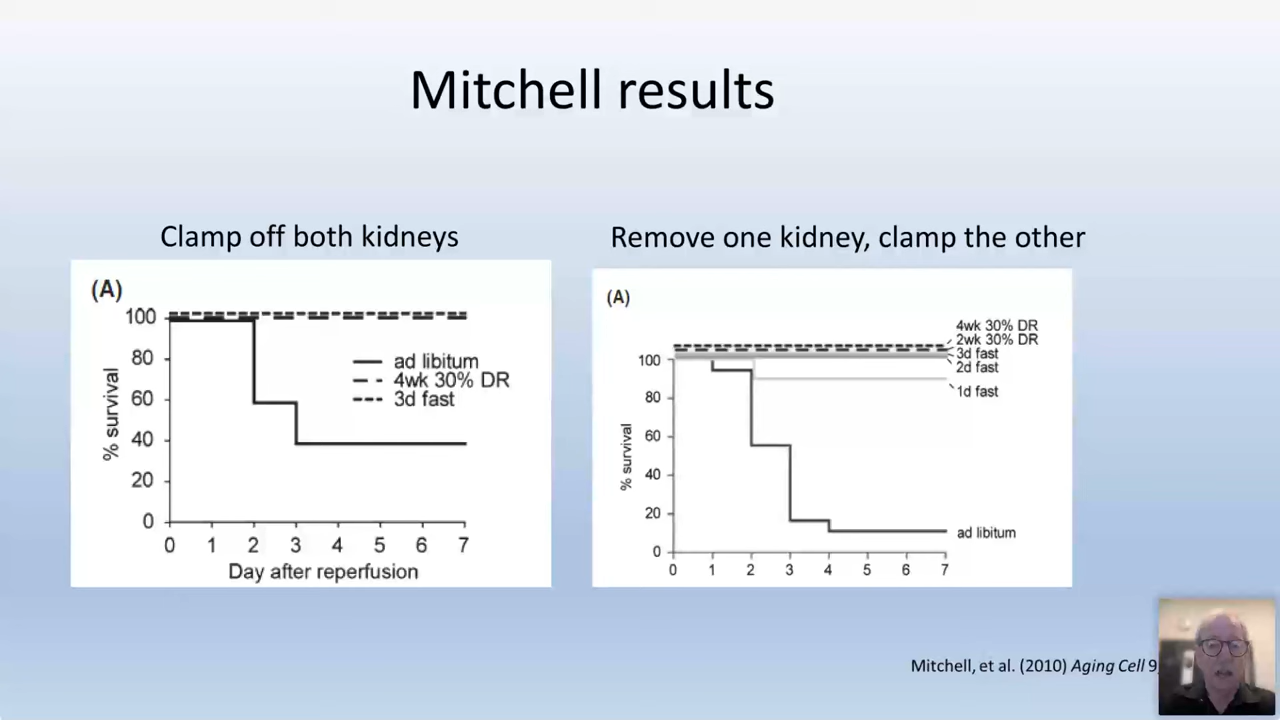 Mitchell results
Clamp off both kidneys
(A)
100
80
60
40
20
0
% survival
ad libitum
4wk 30% DR
3d fast
0 1 2 3 4 5 6 7
Day after reperfusion
Remove one kidney, clamp the other
(A)
100
80
60
40
20
0
% survival
4wk 30% DR
2wk 30% DR
3d fast
2d fast
1d fast
ad libitum
0 1 2 3 4 5 6 7
Mitchell, et al. (2010) Aging Cell 9